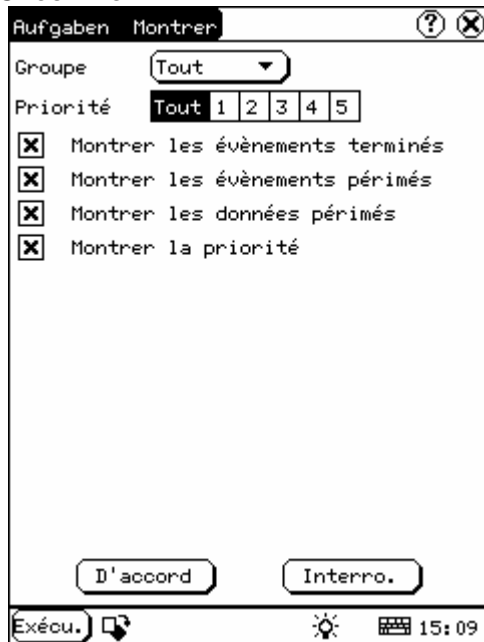 Aufgaben Montrer ?
Groupe Tout
Priorité Tout 1 2 3 4 5
Montrer les évènements terminés
Montrer les évènements périmés
Montrer les données périmés
Montrer la priorité
D'accord Interro.
Exécu. 15:09